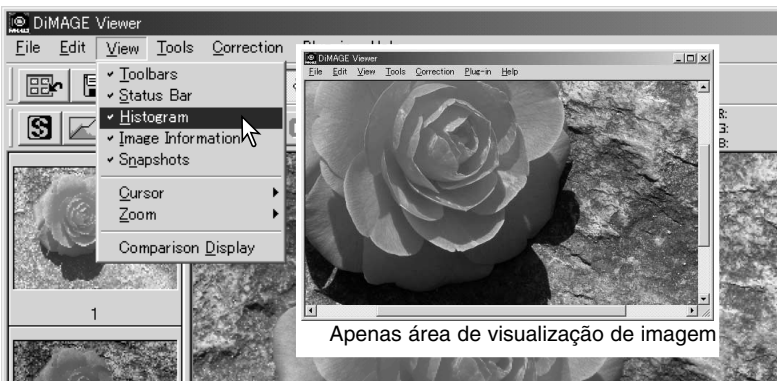 DiMAGE Viewer
File Edit View Tools Correction
Toolbars
Status Bar
Histogram
Image Information
Snapshots
Cursor
Zoom
Comparison Display
DiMAGE Viewer
File Edit View Tools Correction Plug-in Help
R:
G:
B:
1
Apenas área de visualização de imagem